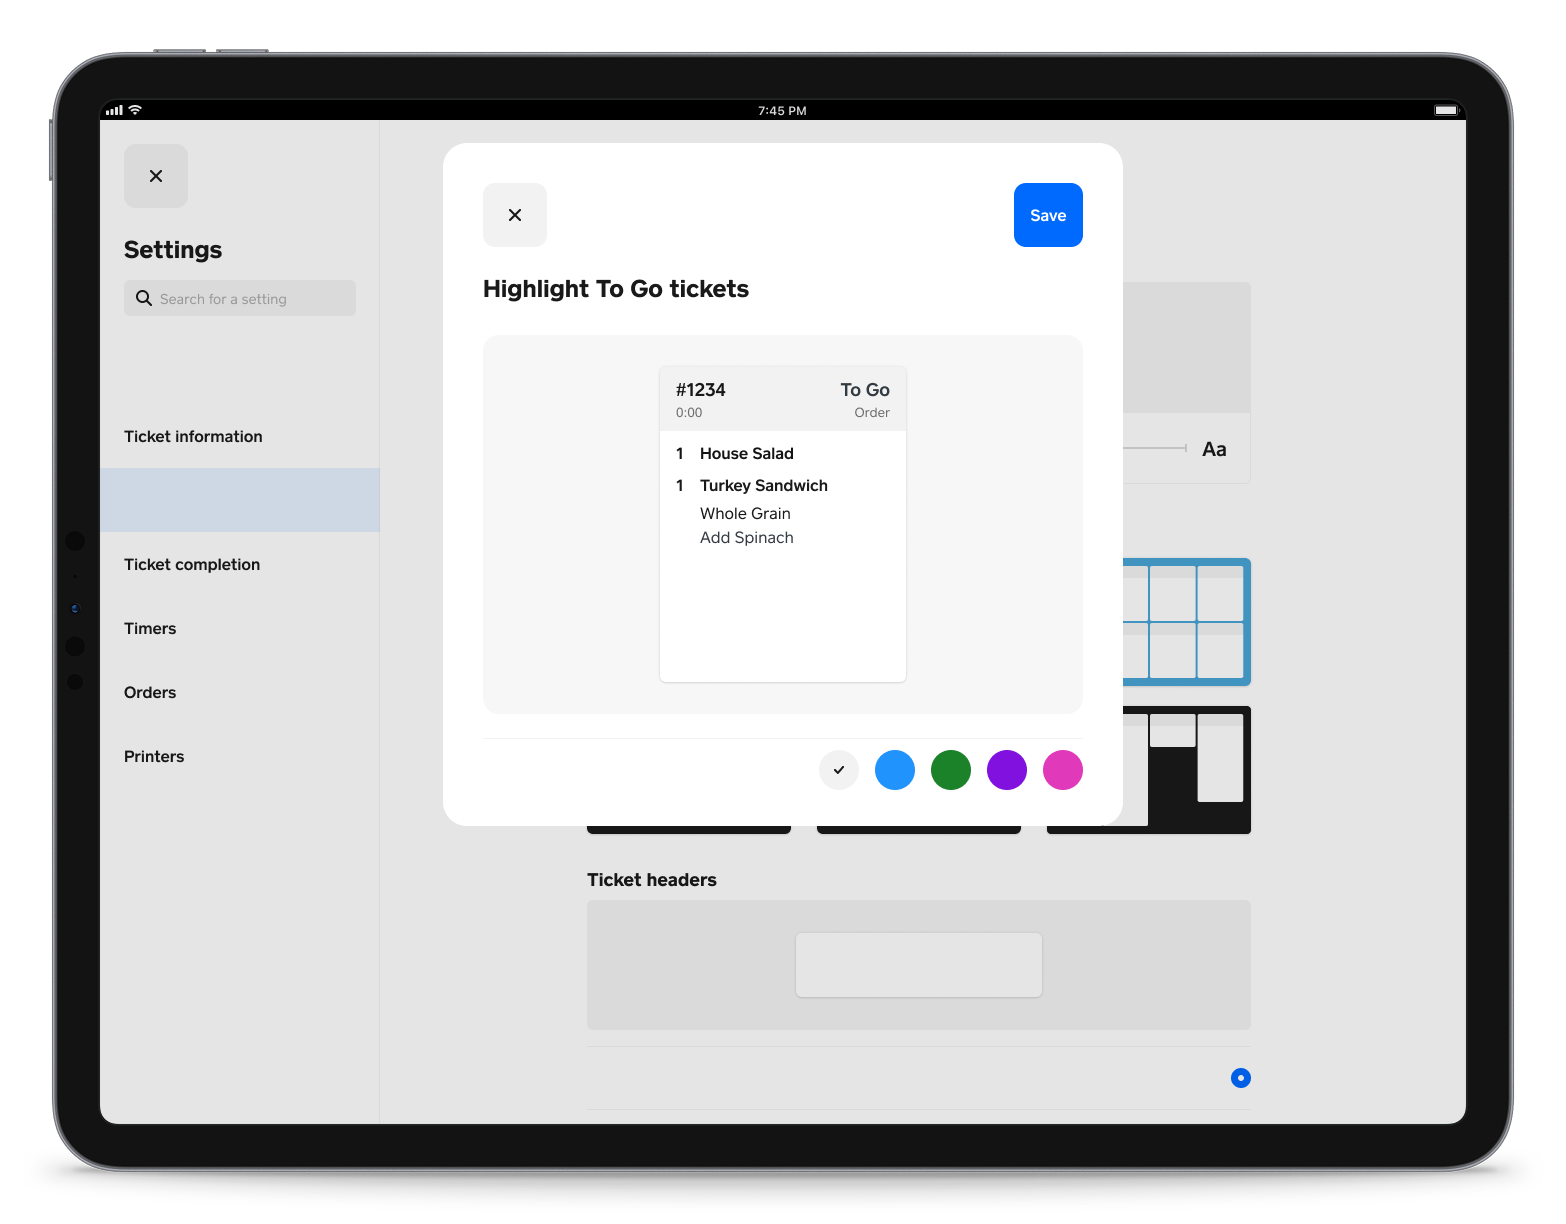 7:45 PM
Settings
Search for a setting
Ticket information
Ticket completion
Timers
Orders
Printers
Save
Highlight To Go tickets
#1234 To Go
0:00 Order
1 House Salad
1 Turkey Sandwich
Whole Grain
Add Spinach
Aa
Ticket headers